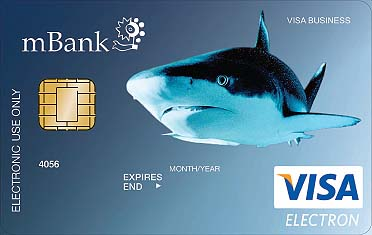 mBank
VISA BUSINESS
ELECTRONIC USE ONLY
4056
MONTH/YEAR
EXPIRES
END
VISA
ELECTRON